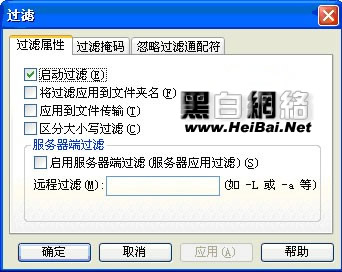 过滤
过滤属性 过滤掩码 忽略过滤通配符
启动过滤(E)
将过滤应用到文件夹名(F)
应用到文件传输(T)
区分大小写过滤(C)
黑白網絡
www.HeiBai.Net
服务器端过滤
启用服务器端过滤(服务器应用过滤)(S)
远程过滤(M): (如 -L 或 -a 等)
确定 取消 应用(A) 帮助